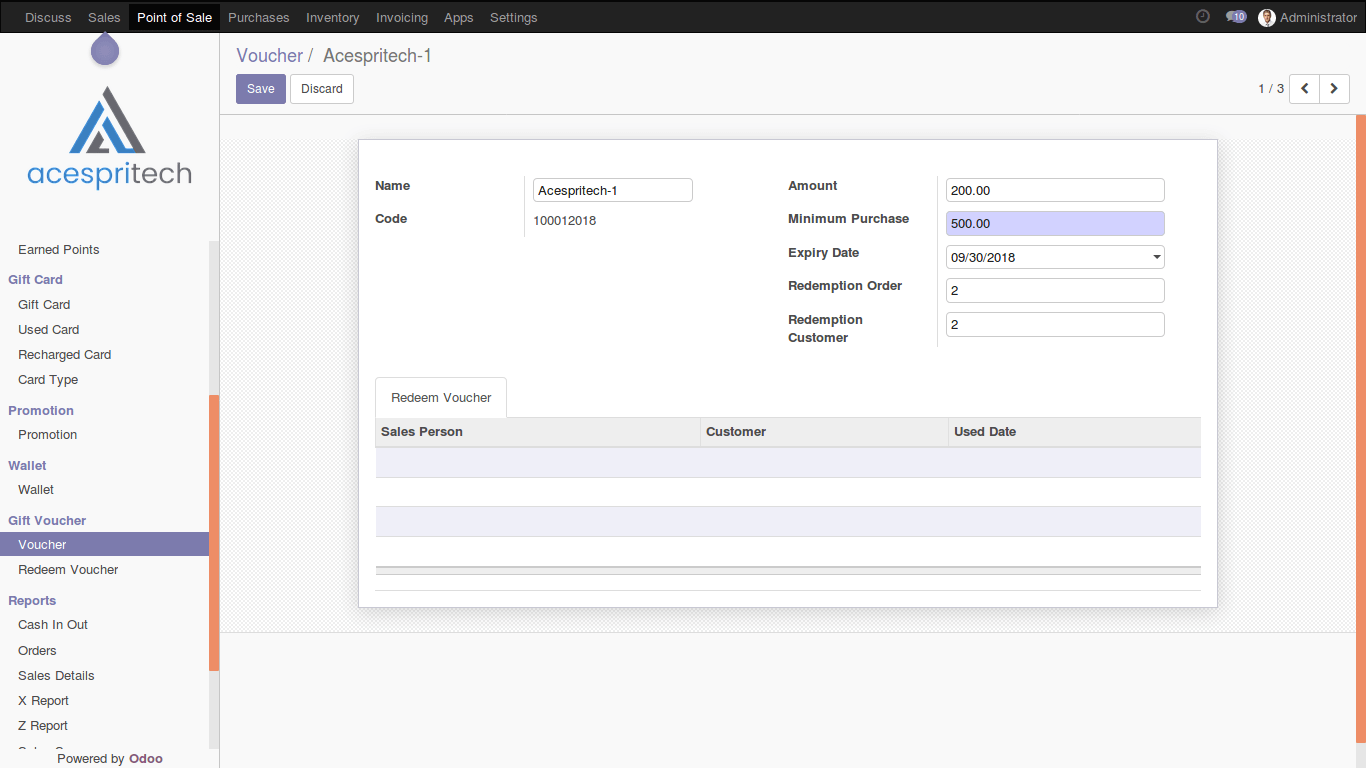 Discuss Sales Point of Sale Purchases Inventory Invoicing Apps Settings 10 Administrator
acespritech
Earned Points
Gift Card
Gift Card
Used Card
Recharged Card
Card Type
Promotion
Promotion
Wallet
Wallet
Gift Voucher
Voucher
Redeem Voucher
Reports
Cash In Out
Orders
Sales Details
X Report
Z Report
Powered by Odoo
Voucher / Acespritech-1
Save Discard 1 / 3
Name Acespritech-1
Code 100012018
Amount 200.00
Minimum Purchase 500.00
Expiry Date 09/30/2018
Redemption Order 2
Redemption
Customer 2
Redeem Voucher
Sales Person Customer Used Date